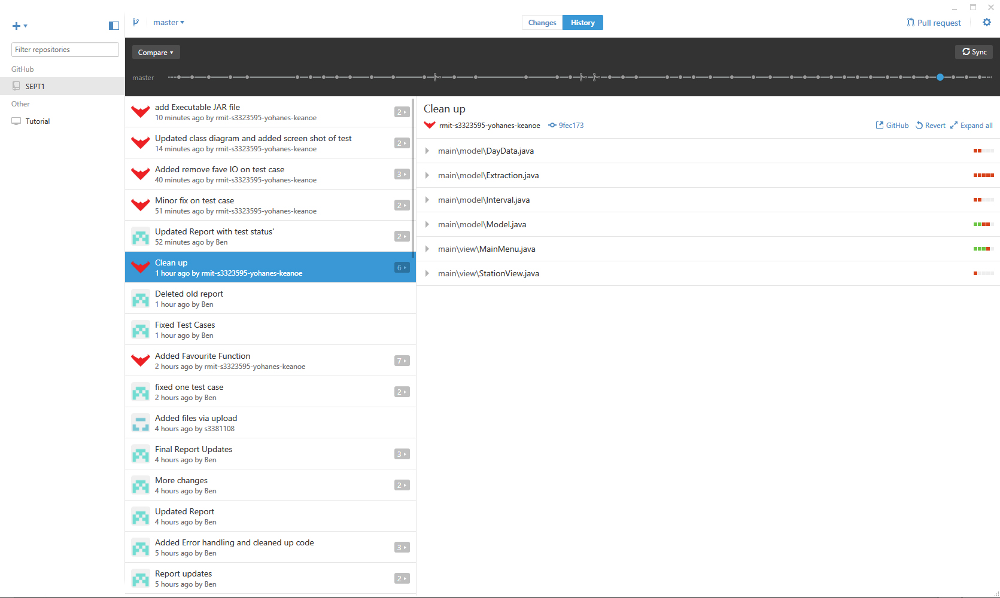 master
Changes
History
Pull request
Filter repositories
GitHub
SEPT1
Other
Tutorial
Compare
Sync
master
add Executable JAR file
10 minutes ago by rmit-s3323595-yohanes-keanoe
2
Updated class diagram and added screen shot of test
14 minutes ago by rmit-s3323595-yohanes-keanoe
2
Added remove fave IO on test case
40 minutes ago by rmit-s3323595-yohanes-keanoe
3
Minor fix on test case
51 minutes ago by rmit-s3323595-yohanes-keanoe
2
Updated Report with test status'
52 minutes ago by Ben
2
Clean up
1 hour ago by rmit-s3323595-yohanes-keanoe
6
Deleted old report
1 hour ago by Ben
Fixed Test Cases
1 hour ago by Ben
Added Favourite Function
2 hours ago by rmit-s3323595-yohanes-keanoe
7
fixed one test case
2 hours ago by Ben
2
Added files via upload
4 hours ago by s3381108
Final Report Updates
4 hours ago by Ben
3
More changes
4 hours ago by Ben
2
Updated Report
4 hours ago by Ben
Added Error handling and cleaned up code
5 hours ago by Ben
3
Report updates
5 hours ago by Ben
2
Clean up
rmit-s3323595-yohanes-keanoe
9fec173
GitHub
Revert
Expand all
main\model\DayData.java
main\model\Extraction.java
main\model\Interval.java
main\model\Model.java
main\view\MainMenu.java
main\view\StationView.java